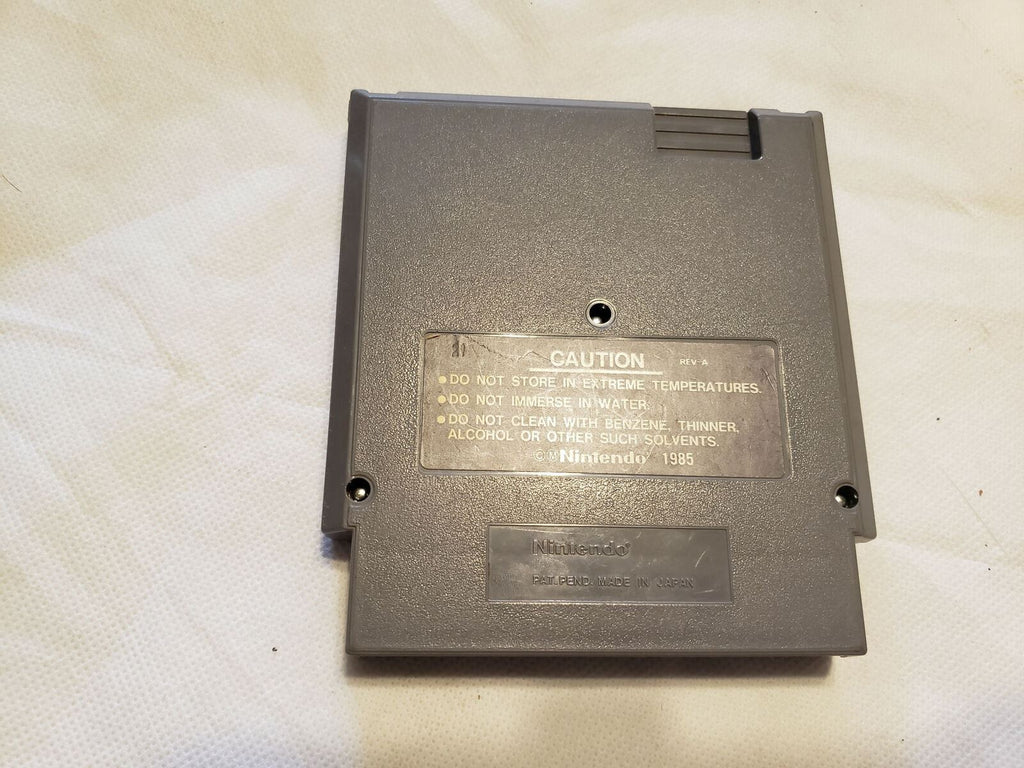 21
CAUTION REV-A
● DO NOT STORE IN EXTREME TEMPERATURES.
● DO NOT IMMERSE IN WATER.
● DO NOT CLEAN WITH BENZENE, THINNER,
ALCOHOL OR OTHER SUCH SOLVENTS.
©M Nintendo 1985
Nintendo®
PAT. PEND. MADE IN JAPAN